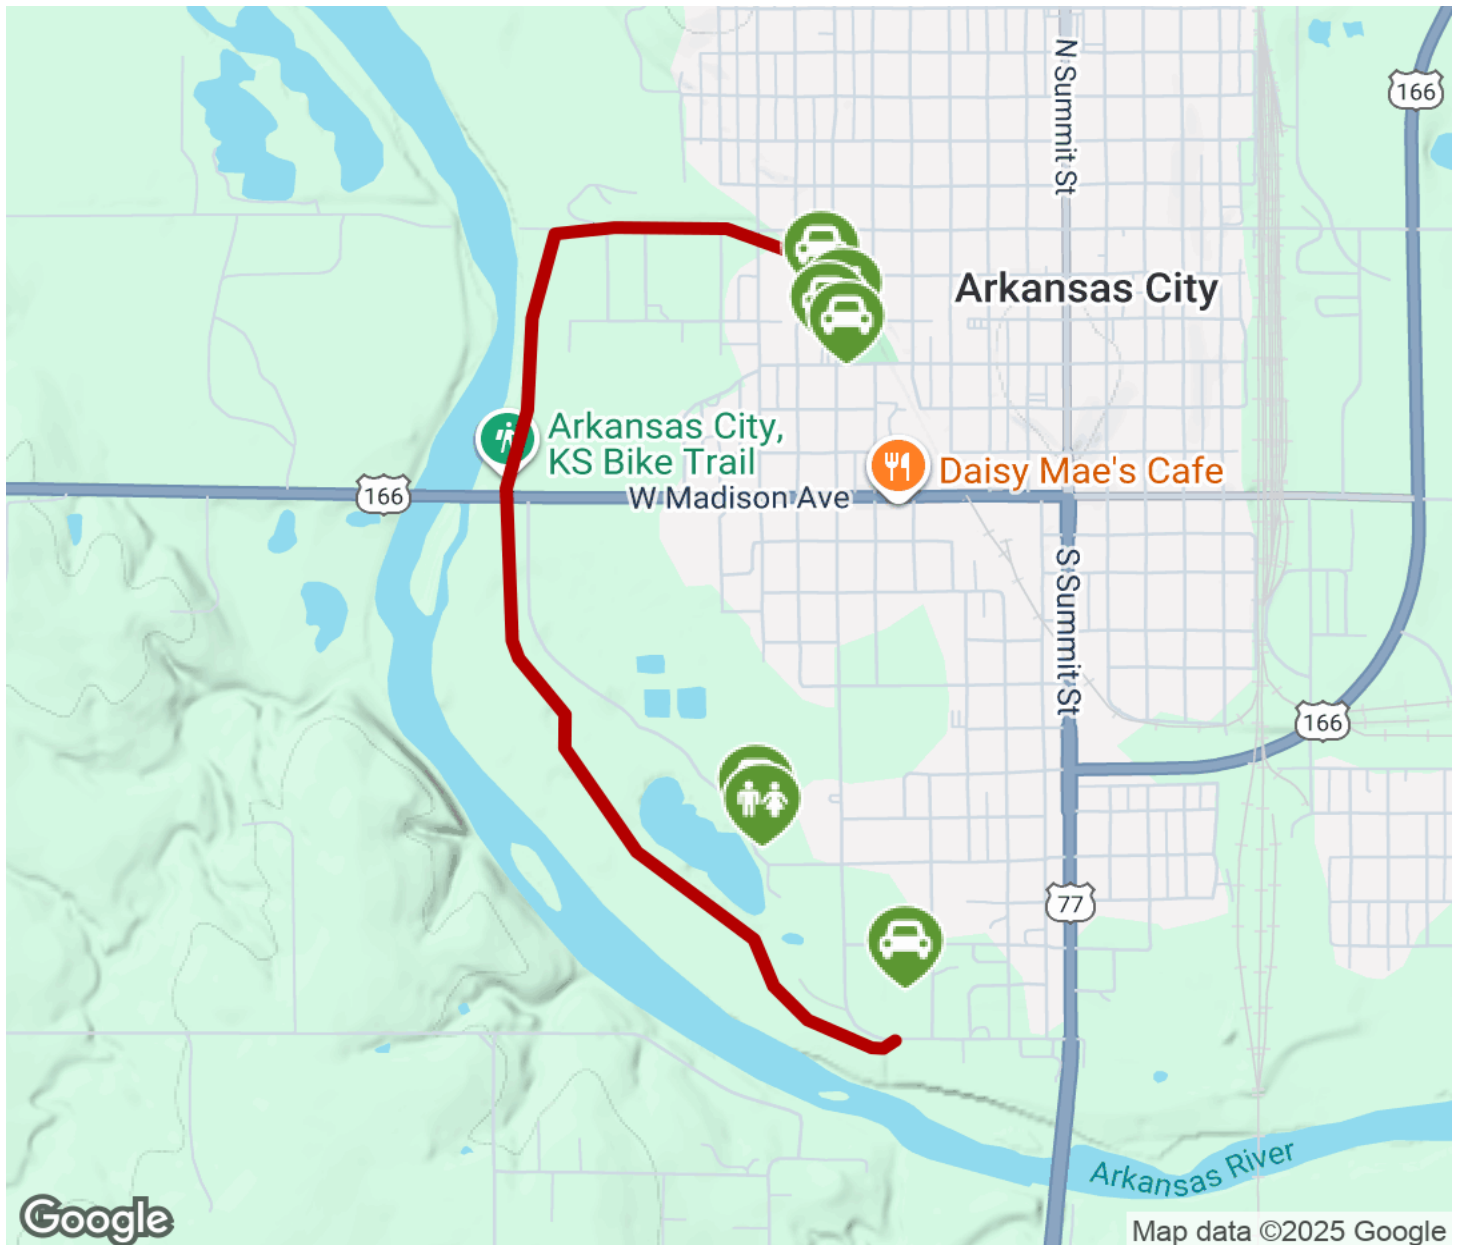 N Summit St
166
Arkansas City
Arkansas City,
KS Bike Trail
Daisy Mae's Cafe
166
W Madison Ave
S Summit St
166
77
Arkansas River
Google
Map data ©2025 Google